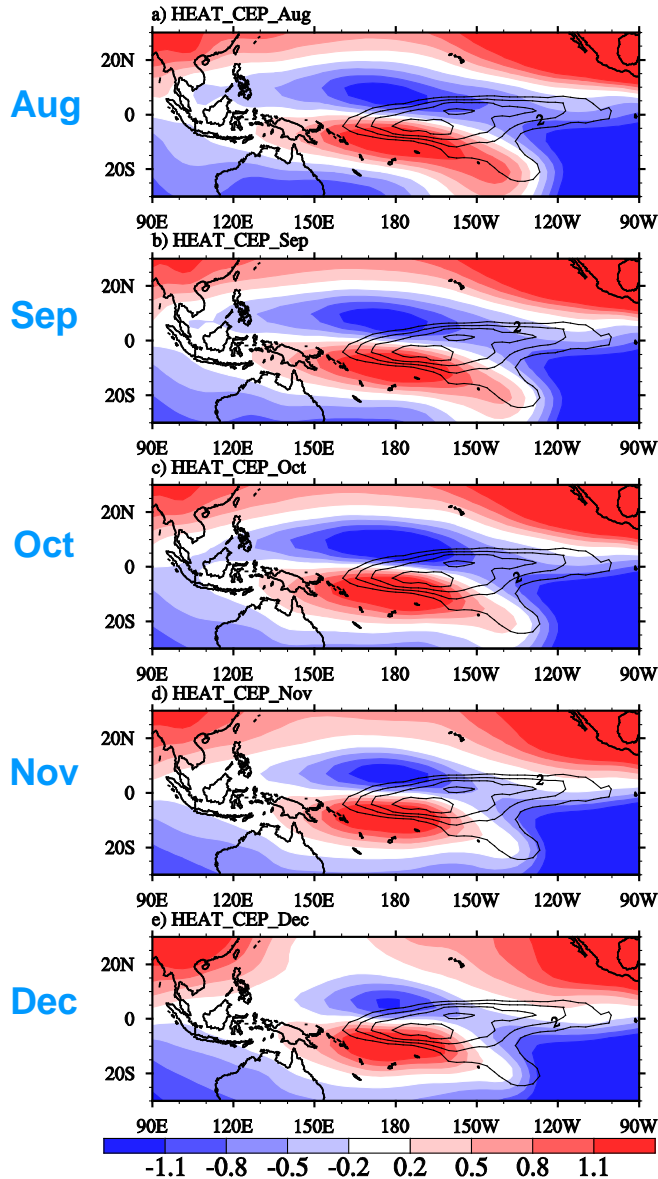 a) HEAT_CEP_Aug
Aug
20N
0
20S
2
90E 120E 150E 180 150W 120W 90W
b) HEAT_CEP_Sep
Sep
20N
0
20S
2
90E 120E 150E 180 150W 120W 90W
c) HEAT_CEP_Oct
Oct
20N
0
20S
2
90E 120E 150E 180 150W 120W 90W
d) HEAT_CEP_Nov
Nov
20N
0
20S
2
90E 120E 150E 180 150W 120W 90W
e) HEAT_CEP_Dec
Dec
20N
0
20S
2
90E 120E 150E 180 150W 120W 90W
-1.1 -0.8 -0.5 -0.2 0.2 0.5 0.8 1.1